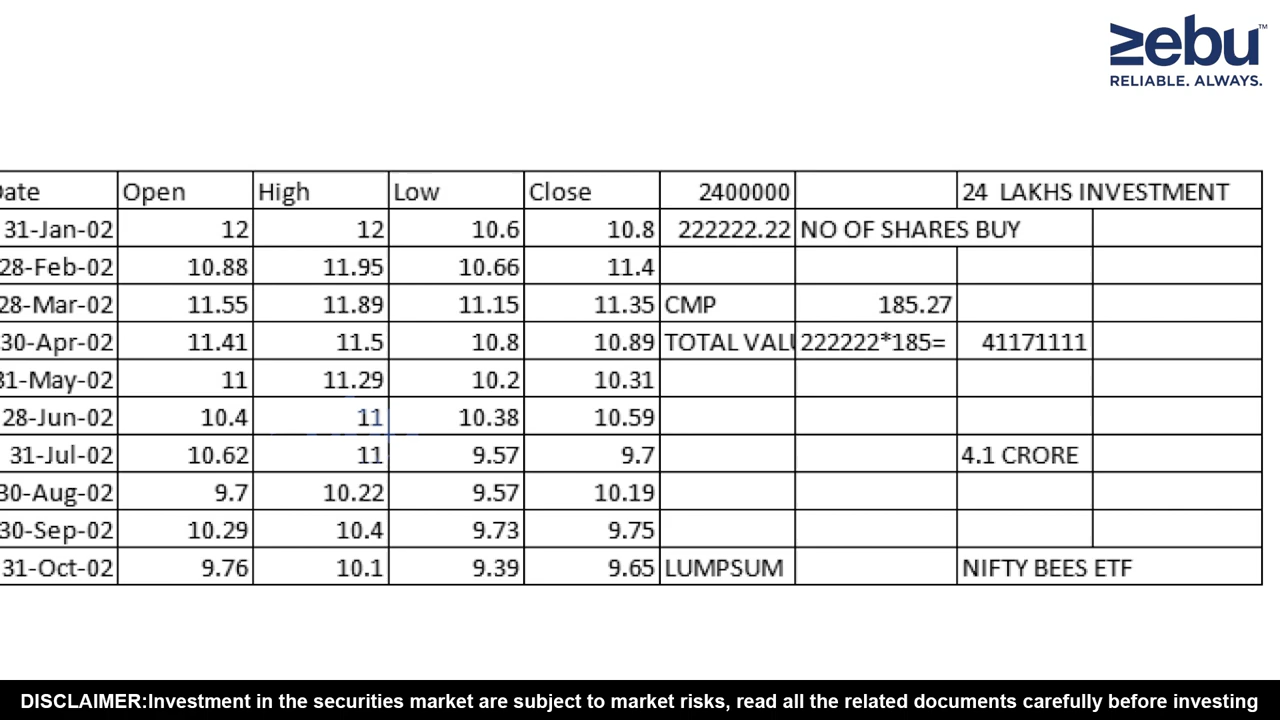 zebu™
RELIABLE. ALWAYS.
Date Open High Low Close 2400000 24 LAKHS INVESTMENT
31-Jan-02 12 12 10.6 10.8 222222.22 NO OF SHARES BUY
28-Feb-02 10.88 11.95 10.66 11.4
28-Mar-02 11.55 11.89 11.15 11.35 CMP 185.27
30-Apr-02 11.41 11.5 10.8 10.89 TOTAL VALU 222222*185= 41171111
31-May-02 11 11.29 10.2 10.31
28-Jun-02 10.4 11 10.38 10.59
31-Jul-02 10.62 11 9.57 9.7 4.1 CRORE
30-Aug-02 9.7 10.22 9.57 10.19
30-Sep-02 10.29 10.4 9.73 9.75
31-Oct-02 9.76 10.1 9.39 9.65 LUMPSUM NIFTY BEES ETF
DISCLAIMER:Investment in the securities market are subject to market risks, read all the related documents carefully before investing